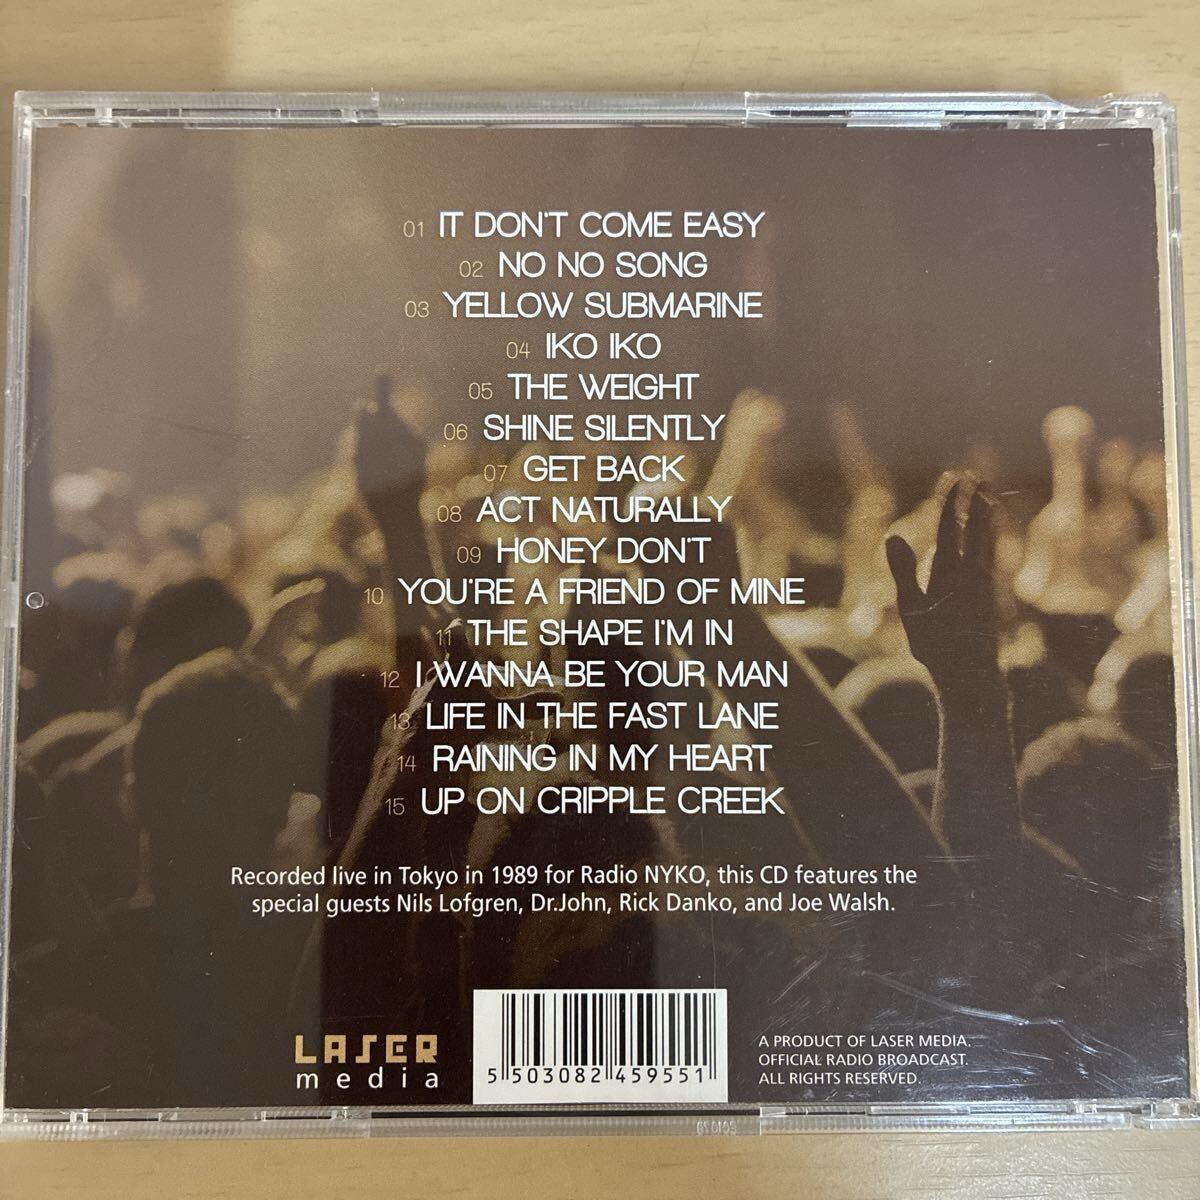 01 IT DON'T COME EASY
02 NO NO SONG
03 YELLOW SUBMARINE
04 IKO IKO
05 THE WEIGHT
06 SHINE SILENTLY
07 GET BACK
08 ACT NATURALLY
09 HONEY DON'T
10 YOU'RE A FRIEND OF MINE
11 THE SHAPE I'M IN
12 I WANNA BE YOUR MAN
13 LIFE IN THE FAST LANE
14 RAINING IN MY HEART
15 UP ON CRIPPLE CREEK
Recorded live in Tokyo in 1989 for Radio NYKO, this CD features the
special guests Nils Lofgren, Dr.John, Rick Danko, and Joe Walsh.
LASER
media
5 503082 459551
A PRODUCT OF LASER MEDIA.
OFFICIAL RADIO BROADCAST.
ALL RIGHTS RESERVED.